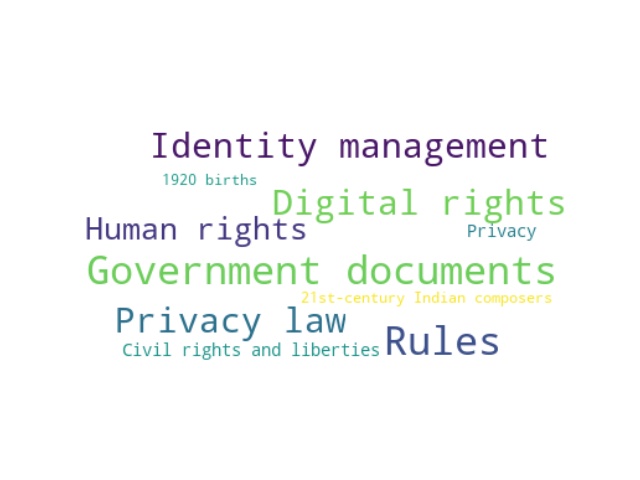 Identity management
1920 births
Digital rights
Human rights
Privacy
Government documents
21st-century Indian composers
Privacy law
Rules
Civil rights and liberties